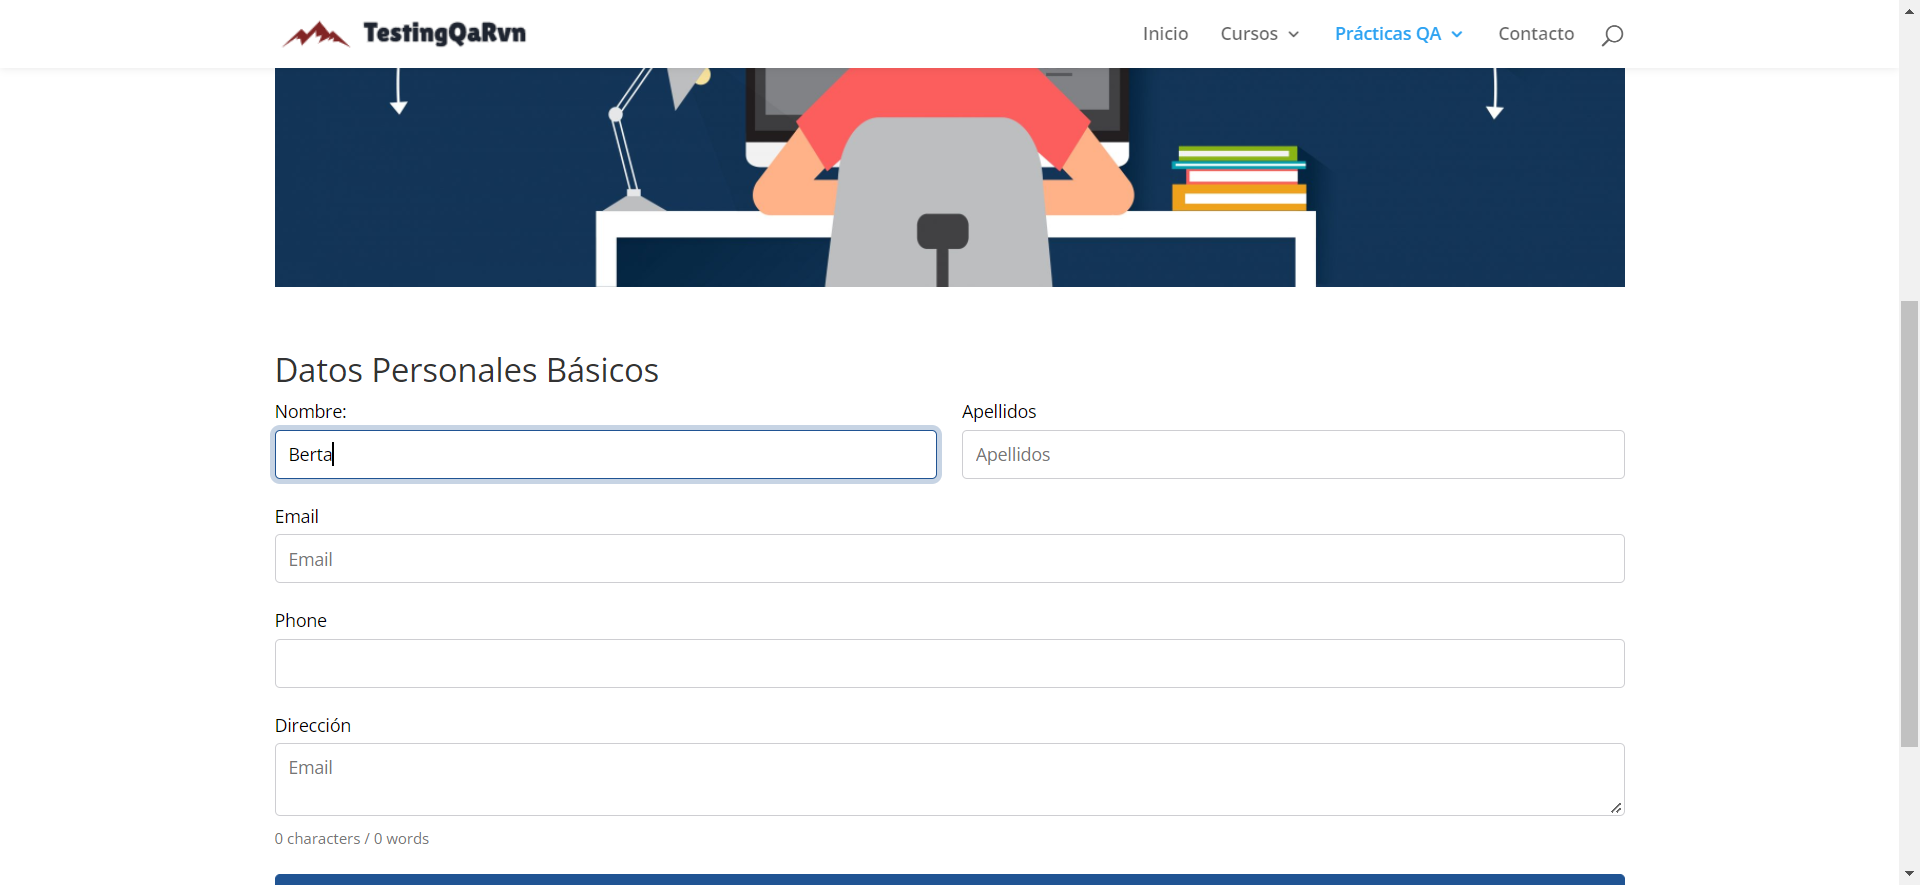 TestingQaRvn
Inicio Cursos Prácticas QA Contacto
Datos Personales Básicos
Nombre: Apellidos
Berta Apellidos
Email
Email
Phone
Dirección
Email
0 characters / 0 words